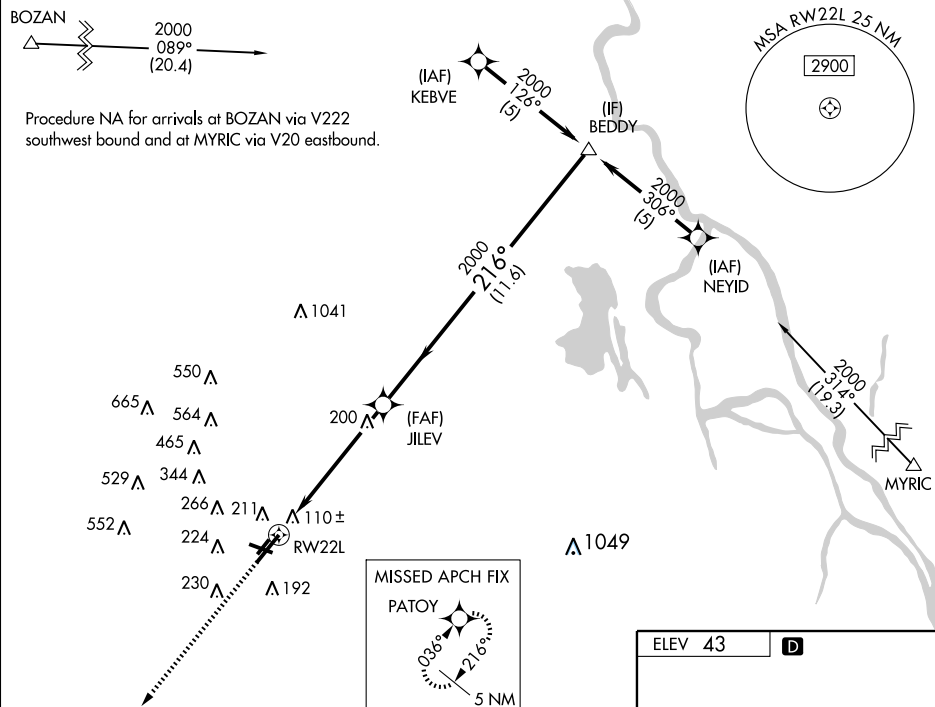 BOZAN
2000
089°
(20.4)
Procedure NA for arrivals at BOZAN via V222
southwest bound and at MYRIC via V20 eastbound.
(IAF)
KEBVE
2000
126°
(5)
(IF)
BEDDY
MSA RW22L 25 NM
2900
2000
306°
(5)
(IAF)
NEYID
2000
216°
(11.6)
1041
550
665
564
465
529
344
266
211
110±
552
224
RW22L
230
192
200
(FAF)
JILEV
2000
314°
(19.3)
MYRIC
1049
MISSED APCH FIX
PATOY
036°
216°
5 NM
ELEV 43
D